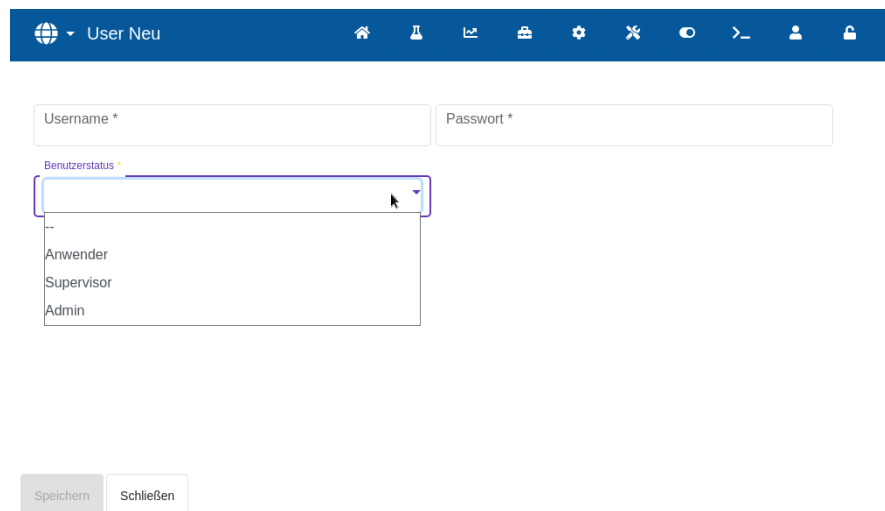 User Neu
Username * Passwort *
Benutzerstatus *
--
Anwender
Supervisor
Admin
Speichern Schließen